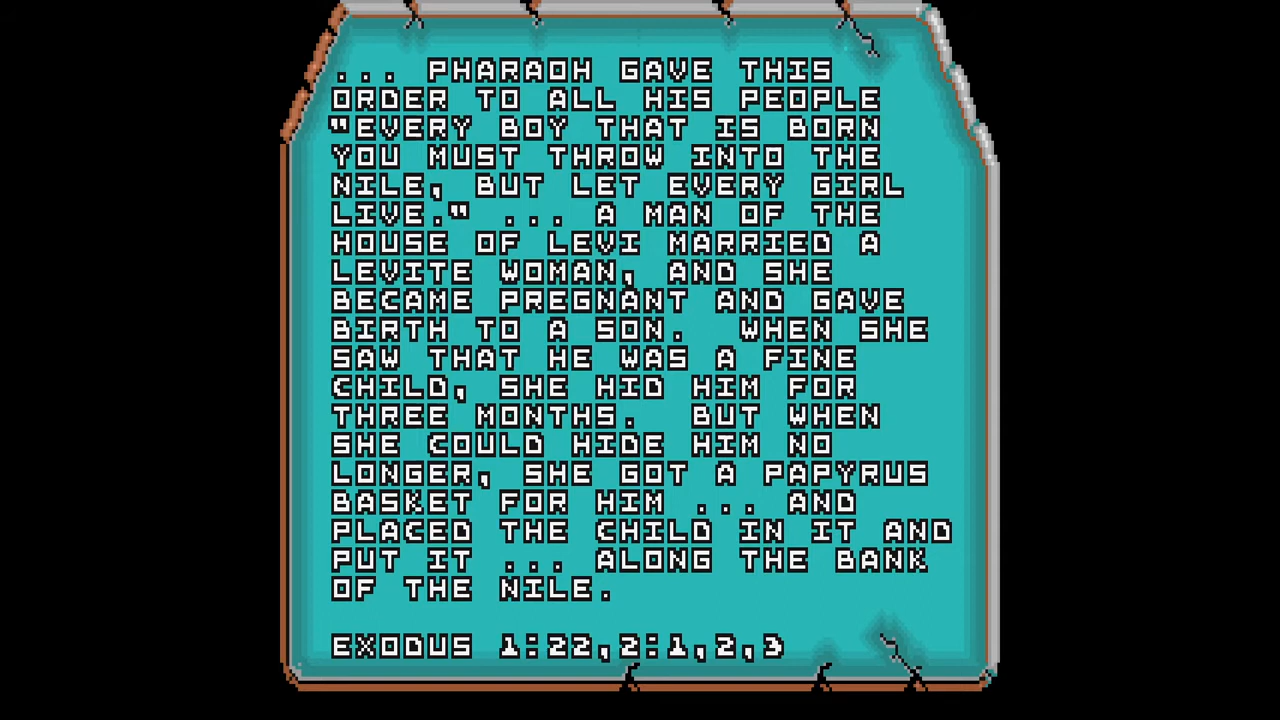 ... PHARAOH GAVE THIS
ORDER TO ALL HIS PEOPLE
"EVERY BOY THAT IS BORN
YOU MUST THROW INTO THE
NILE, BUT LET EVERY GIRL
LIVE." ... A MAN OF THE
HOUSE OF LEVI MARRIED A
LEVITE WOMAN, AND SHE
BECAME PREGNANT AND GAVE
BIRTH TO A SON.  WHEN SHE
SAW THAT HE WAS A FINE
CHILD, SHE HID HIM FOR
THREE MONTHS.  BUT WHEN
SHE COULD HIDE HIM NO
LONGER, SHE GOT A PAPYRUS
BASKET FOR HIM ... AND
PLACED THE CHILD IN IT AND
PUT IT ... ALONG THE BANK
OF THE NILE.
EXODUS 1:22,2:1,2,3